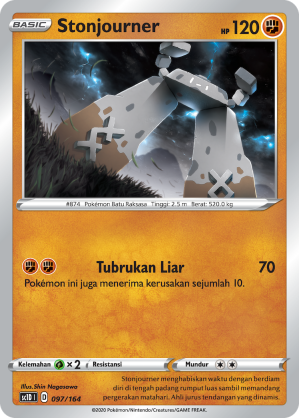 BASIC Stonjourner HP 120
#874 Pokémon Batu Raksasa Tinggi: 2.5 m Berat: 520.0 kg
Tubrukan Liar 70
Pokémon ini juga menerima kerusakan sejumlah 10.
Kelemahan ×2 Resistansi Mundur
Illus. Shin Nagasawa
Stonjourner menghabiskan waktu dengan berdiam
diri di tengah padang rumput luas sambil memandangi
pergerakan matahari. Ahli jurus tendangan yang dinamis.
sc1D I D 097/164
©2020 Pokémon/Nintendo/Creatures/GAME FREAK.